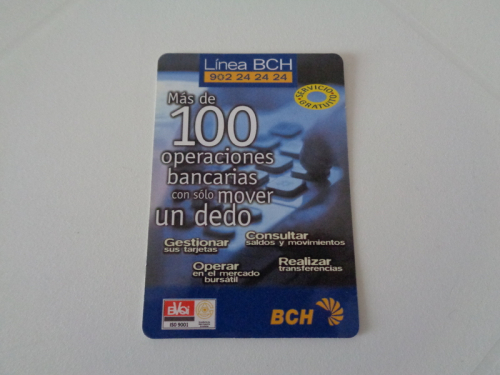 Línea BCH
902 24 24 24
SERVICIO GRATUITO
Más de
100
operaciones
bancarias
con sólo mover
un dedo
Gestionar
sus tarjetas
Consultar
saldos y movimientos
Operar
en el mercado
bursátil
Realizar
transferencias
BVQI
ISO 9001
BCH